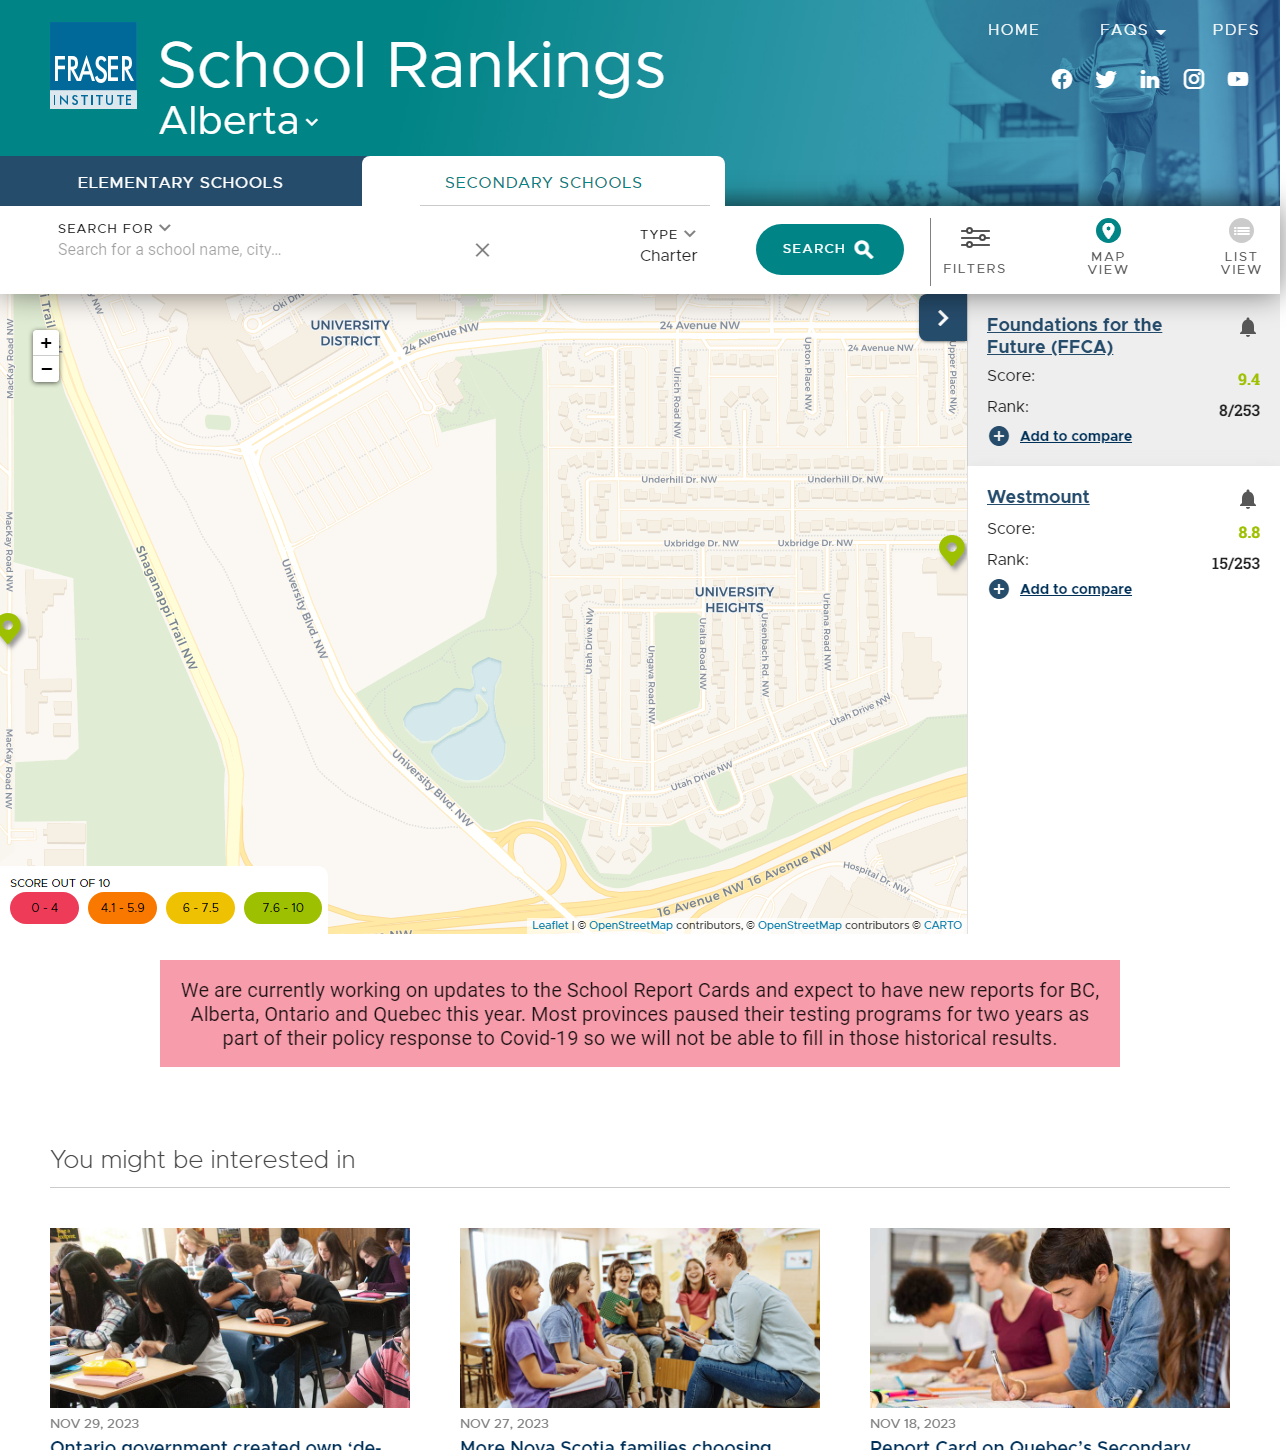 HOME
FAQS
PDFS
FRASER
INSTITUTE
School Rankings
Alberta
ELEMENTARY SCHOOLS
SECONDARY SCHOOLS
SEARCH FOR
Search for a school name, city...
TYPE
Charter
SEARCH
FILTERS
MAP
VIEW
LIST
VIEW
+
−
UNIVERSITY
DISTRICT
24 Avenue NW
24 Avenue NW
24 Avenue NW
MacKay Road NW
Ulrich Road NW
Upton Place NW
Upper Place NW
Underhill Dr. NW
Underhill Dr. NW
MacKay Road NW
Shaganappi Trail NW
University Blvd. NW
Uxbridge Dr. NW
Uxbridge Dr. NW
UNIVERSITY
HEIGHTS
Utah Drive NW
Ungava Road NW
Uralta Road NW
Ursenbach Rd. NW
Urbana Road NW
Utah Drive NW
MacKay Road NW
University Blvd. NW
Utah Drive NW
16 Avenue NW
16 Avenue NW
Hospital Dr. NW
SCORE OUT OF 10
0 - 4
4.1 - 5.9
6 - 7.5
7.6 - 10
Leaflet | © OpenStreetMap contributors, © OpenStreetMap contributors © CARTO
Foundations for the
Future (FFCA)
Score:
9.4
Rank:
8/253
Add to compare
Westmount
Score:
8.8
Rank:
15/253
Add to compare
We are currently working on updates to the School Report Cards and expect to have new reports for BC,
Alberta, Ontario and Quebec this year. Most provinces paused their testing programs for two years as
part of their policy response to Covid-19 so we will not be able to fill in those historical results.
You might be interested in
NOV 29, 2023
Ontario government created own ‘de-
NOV 27, 2023
More Nova Scotia families choosing
NOV 18, 2023
Report Card on Quebec’s Secondary